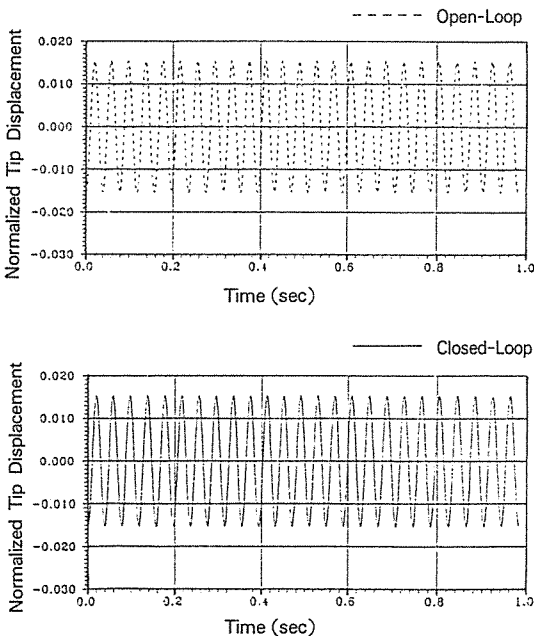 Open-Loop
Normalized Tip Displacement
0.020
0.010
0.000
-0.010
-0.020
-0.030
0.0 0.2 0.4 0.6 0.8 1.0
Time (sec)
Closed-Loop
Normalized Tip Displacement
0.020
0.010
0.000
-0.010
-0.020
-0.030
0.0 0.2 0.4 0.6 0.8 1.0
Time (sec)